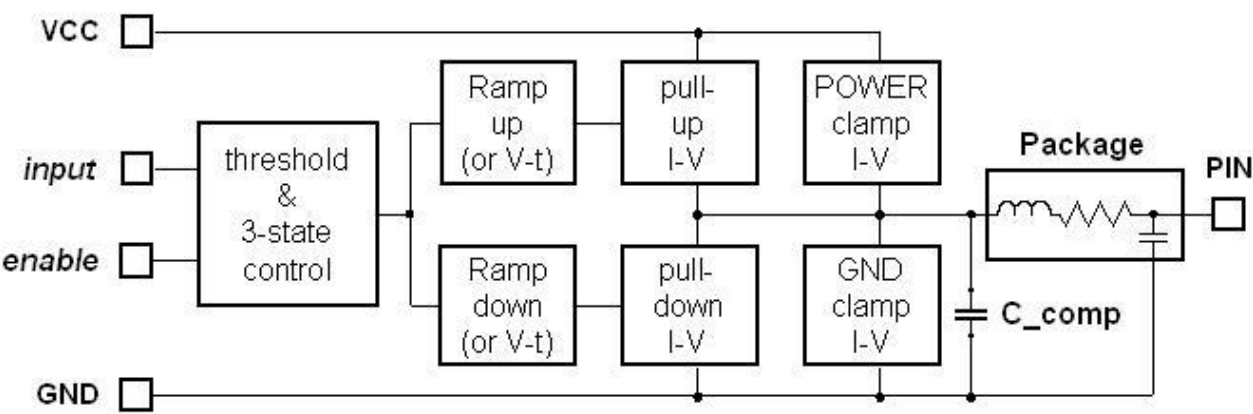 VCC
input
enable
GND
threshold
&
3-state
control
Ramp
up
(or V-t)
Ramp
down
(or V-t)
pull-
up
I-V
pull-
down
I-V
POWER
clamp
I-V
GND
clamp
I-V
C_comp
Package
PIN